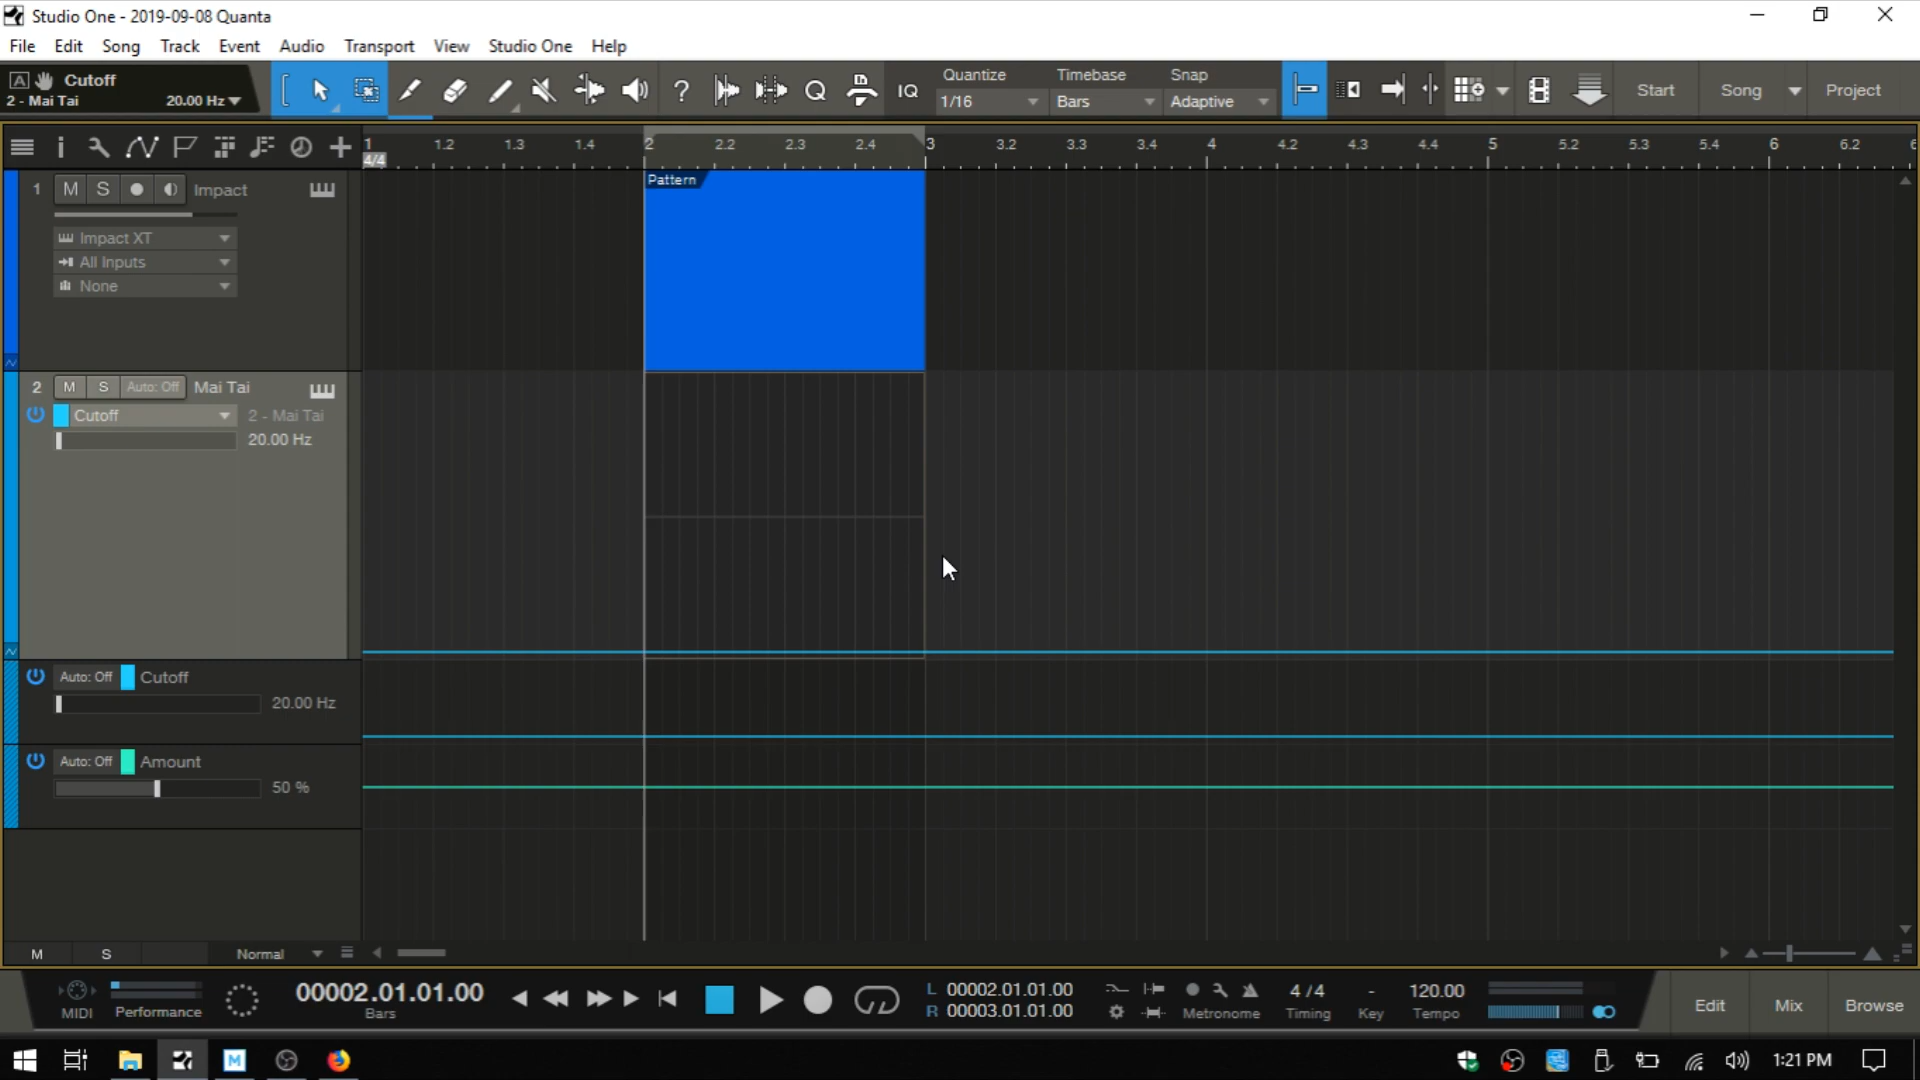 Studio One - 2019-09-08 Quanta
File Edit Song Track Event Audio Transport View Studio One Help
A Cutoff
2 - Mai Tai 20.00 Hz
? Q IQ
Quantize Timebase Snap
1/16 Bars Adaptive
Start Song Project
1 1.2 1.3 1.4 2 2.2 2.3 2.4 3 3.2 3.3 3.4 4 4.2 4.3 4.4 5 5.2 5.3 5.4 6 6.2
4/4
Pattern
1 M S Impact
Impact XT
All Inputs
None
2 M S Auto: Off Mai Tai
Cutoff 2 - Mai Tai
20.00 Hz
Auto: Off Cutoff
20.00 Hz
Auto: Off Amount
50 %
M S Normal
MIDI Performance
00002.01.01.00
Bars
L 00002.01.01.00
R 00003.01.01.00
Metronome
4 / 4
Timing
-
Key
120.00
Tempo
Edit Mix Browse
M
1:21 PM